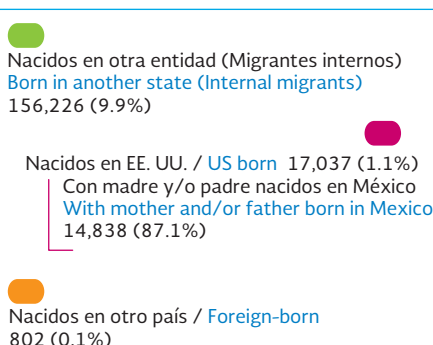 Nacidos en otra entidad (Migrantes internos)
Born in another state (Internal migrants)
156,226 (9.9%)
Nacidos en EE. UU. / US born 17,037 (1.1%)
Con madre y/o padre nacidos en México
With mother and/or father born in Mexico
14,838 (87.1%)
Nacidos en otro país / Foreign-born
802 (0.1%)